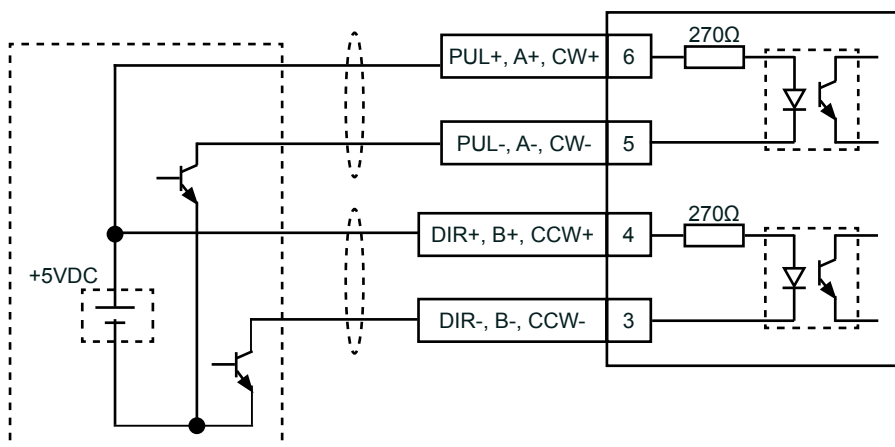 270Ω
PUL+, A+, CW+ 6
PUL-, A-, CW- 5
270Ω
DIR+, B+, CCW+ 4
+5VDC
DIR-, B-, CCW- 3